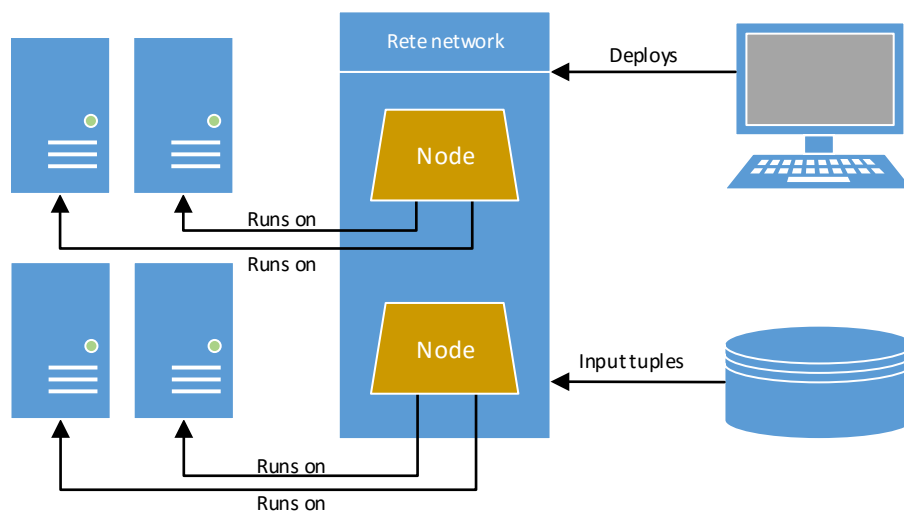 Rete network
Deploys
Node
Runs on
Runs on
Node
Input tuples
Runs on
Runs on